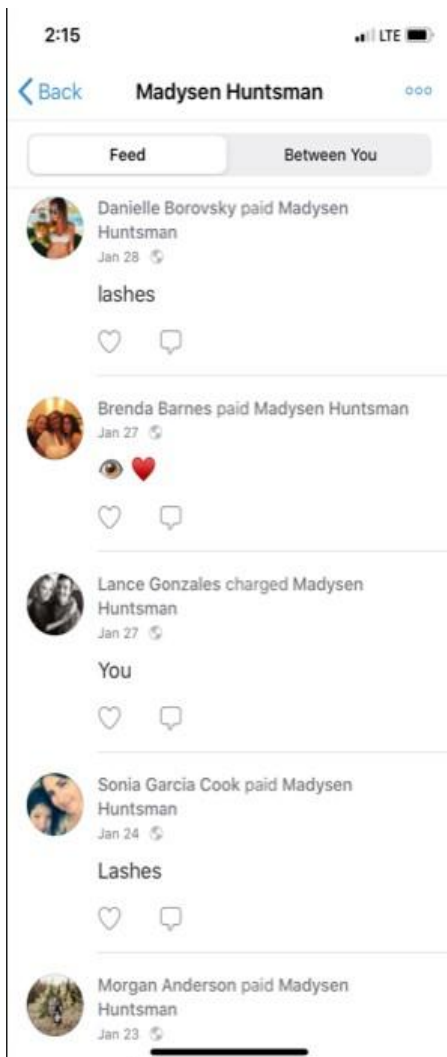 2:15 LTE
Back Madysen Huntsman
Feed Between You
Danielle Borovsky paid Madysen
Huntsman
Jan 28
lashes
Brenda Barnes paid Madysen Huntsman
Jan 27
👁️ ♥️
Lance Gonzales charged Madysen
Huntsman
Jan 27
You
Sonia Garcia Cook paid Madysen
Huntsman
Jan 24
Lashes
Morgan Anderson paid Madysen
Huntsman
Jan 23